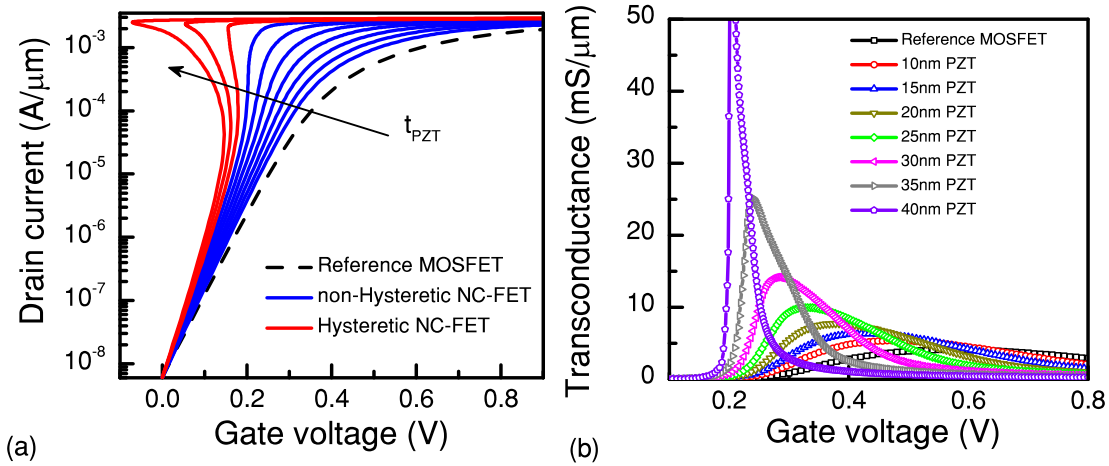 Drain current (A/μm)
10⁻³
10⁻⁴
10⁻⁵
10⁻⁶
10⁻⁷
10⁻⁸
t_PZT
Reference MOSFET
non-Hysteretic NC-FET
Hysteretic NC-FET
0.0 0.2 0.4 0.6 0.8
Gate voltage (V)
(a)
Transconductance (mS/μm)
50
40
30
20
10
0
Reference MOSFET
10nm PZT
15nm PZT
20nm PZT
25nm PZT
30nm PZT
35nm PZT
40nm PZT
0.2 0.4 0.6 0.8
Gate voltage (V)
(b)